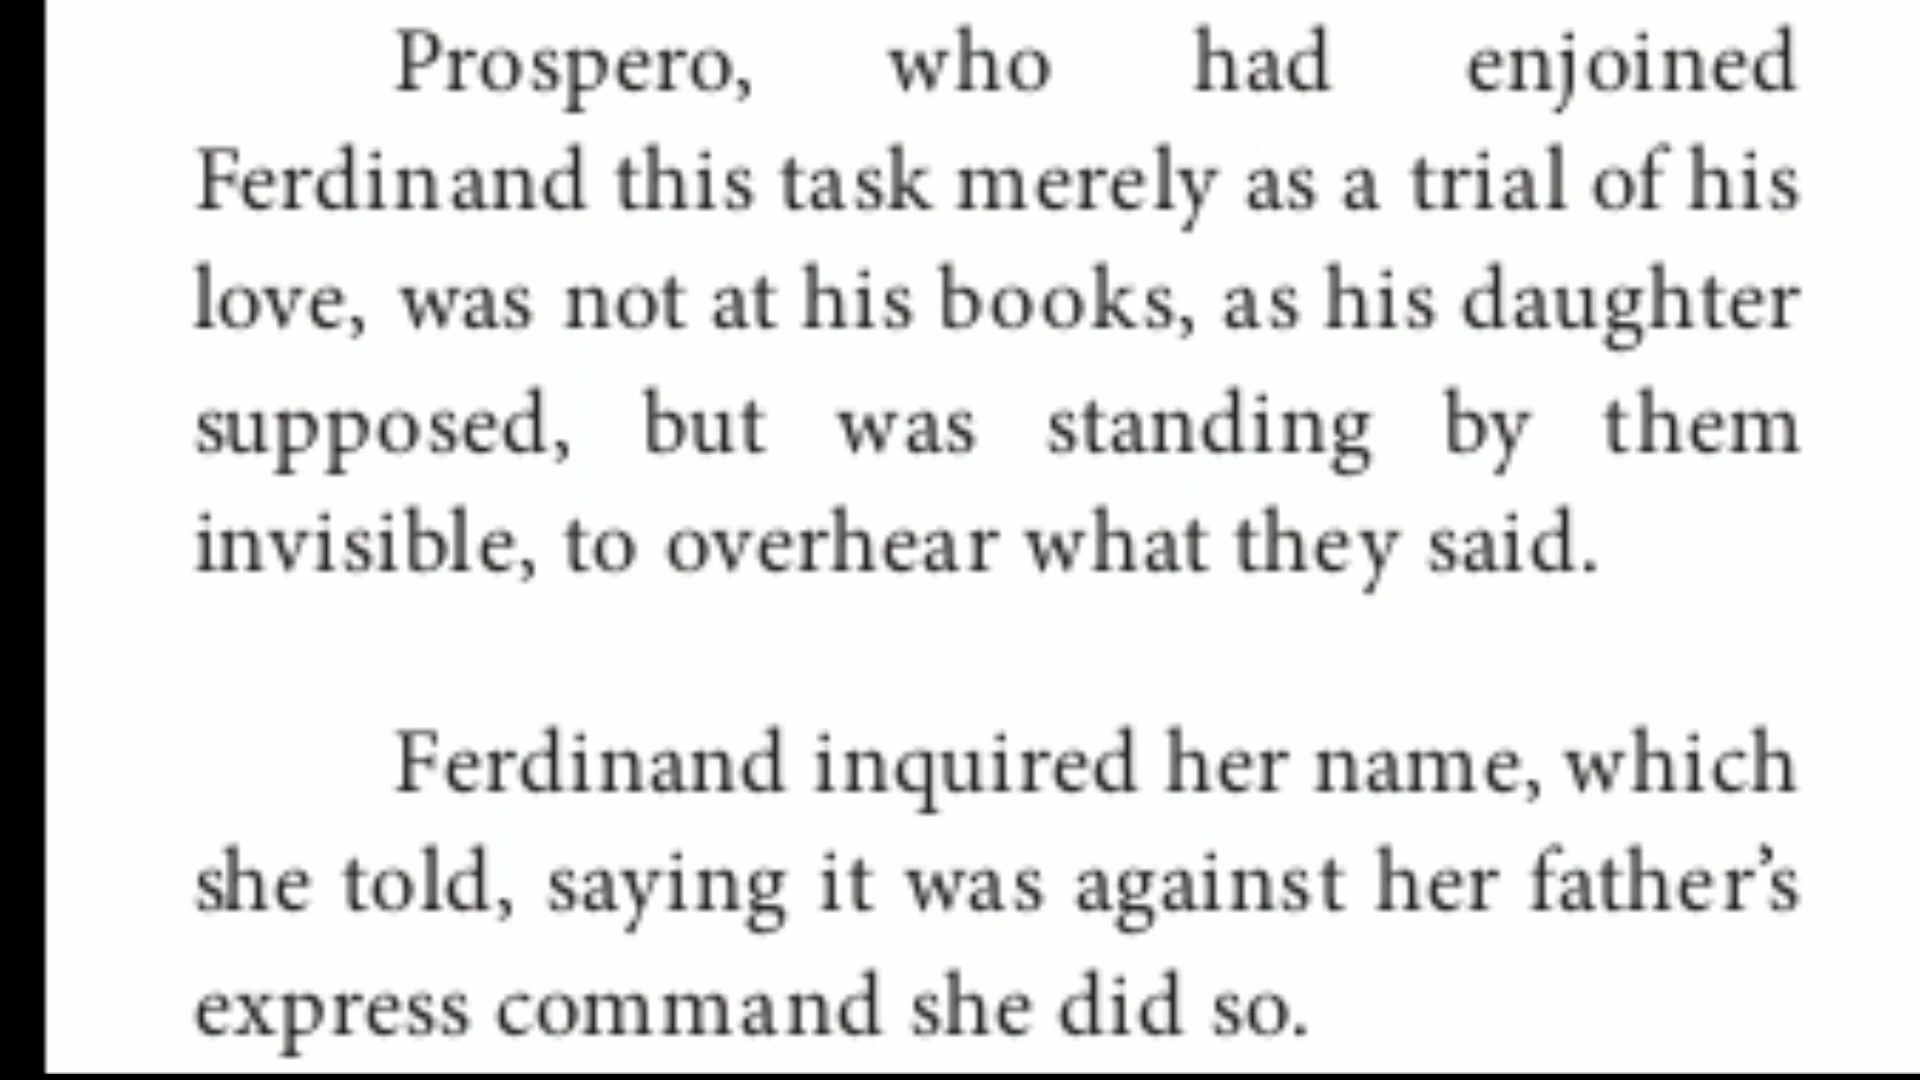 Prospero, who had enjoined
Ferdinand this task merely as a trial of his
love, was not at his books, as his daughter
supposed, but was standing by them
invisible, to overhear what they said.
Ferdinand inquired her name, which
she told, saying it was against her father’s
express command she did so.